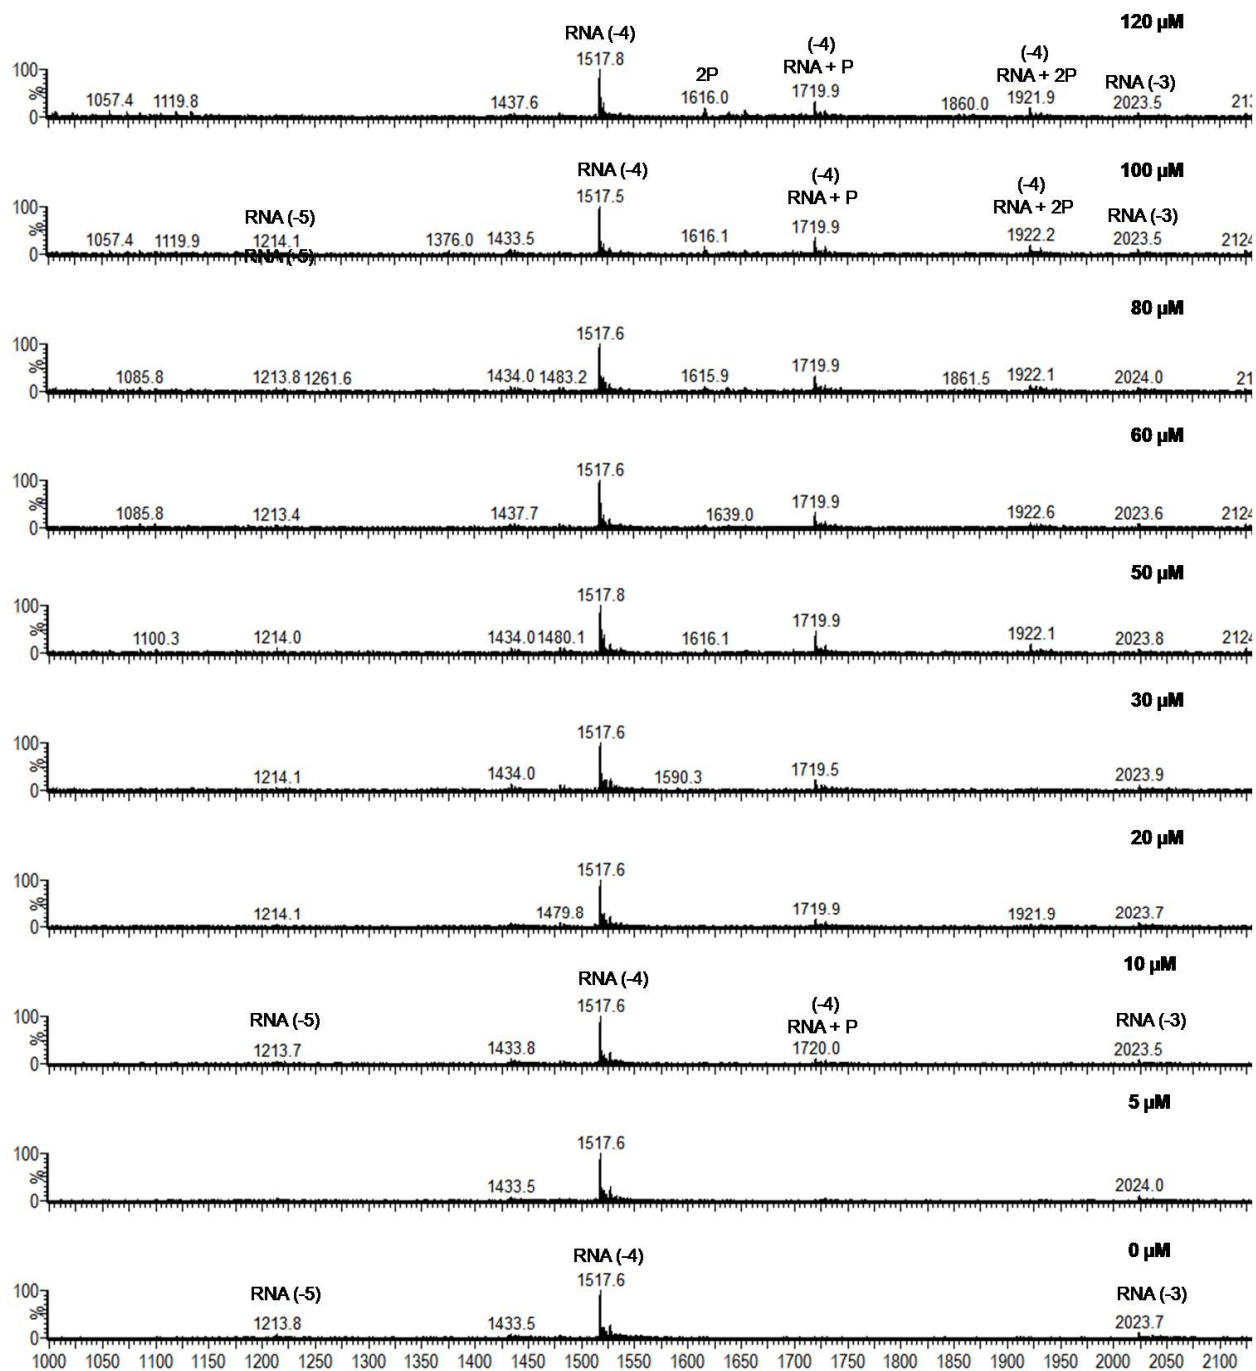 120 µM
RNA (-4)
(-4)
(-4)
1517.8
2P
RNA + P
RNA + 2P
RNA (-3)
100
1057.4 1119.8 1437.6 1616.0 1719.9 1860.0 1921.9 2023.5
%
0
100 µM
RNA (-4)
(-4)
(-4)
1517.5
RNA + P
RNA + 2P
RNA (-3)
RNA (-5)
100
1057.4 1119.9 1214.1 1376.0 1433.5 1616.1 1719.9 1922.2 2023.5 2124
%
RNA (-5)
0
80 µM
1517.6
100
1085.8 1213.8 1261.6 1434.0 1483.2 1615.9 1719.9 1861.5 1922.1 2024.0 21
%
0
60 µM
1517.6
100
1085.8 1213.4 1437.7 1639.0 1719.9 1922.6 2023.6 2124
%
0
50 µM
1517.8
100
1100.3 1214.0 1434.0 1480.1 1616.1 1719.9 1922.1 2023.8 2124
%
0
30 µM
1517.6
100
1214.1 1434.0 1590.3 1719.5 2023.9
%
0
20 µM
1517.6
100
1214.1 1479.8 1719.9 1921.9 2023.7
%
0
10 µM
RNA (-4)
(-4)
1517.6
RNA (-5)
RNA + P
RNA (-3)
100
1213.7 1433.8 1720.0 2023.5
%
0
5 µM
1517.6
100
1433.5 2024.0
%
0
0 µM
RNA (-4)
1517.6
RNA (-5)
RNA (-3)
100
1213.8 1433.5 2023.7
%
0
1000 1050 1100 1150 1200 1250 1300 1350 1400 1450 1500 1550 1600 1650 1700 1750 1800 1850 1900 1950 2000 2050 2100